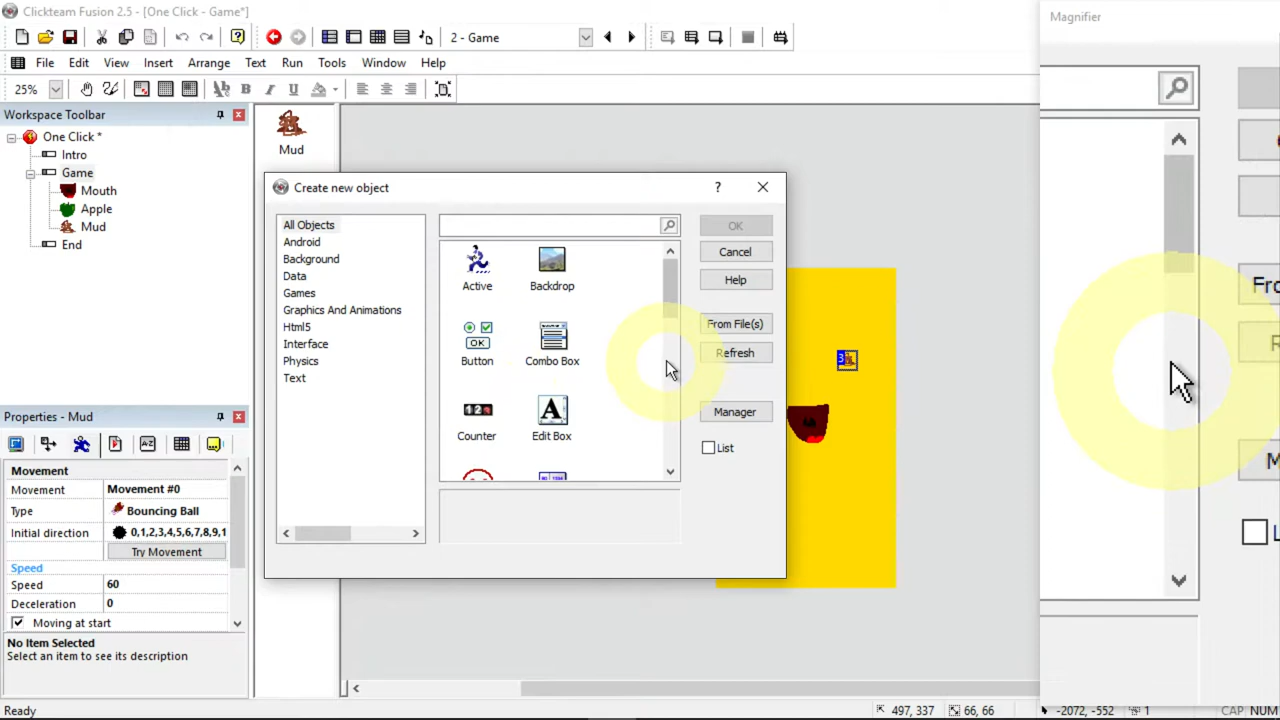 Clickteam Fusion 2.5 - [One Click - Game*]
Magnifier
2 - Game
File Edit View Insert Arrange Text Run Tools Window Help
25%
B I U
Workspace Toolbar
One Click *
Intro
Game
Mouth
Apple
Mud
End
Mud
Create new object
?
All Objects
Android
Background
Data
Games
Graphics And Animations
Html5
Interface
Physics
Text
Active
Backdrop
OK
Button
Combo Box
Counter
A
Edit Box
OK
Cancel
Help
From File(s)
Refresh
Manager
List
3
Fro
R
M
Properties - Mud
Movement
Movement Movement #0
Type Bouncing Ball
Initial direction 0,1,2,3,4,5,6,7,8,9,1
Try Movement
Speed
Speed 60
Deceleration 0
Moving at start
No Item Selected
Select an item to see its description
Ready
497, 337
66, 66
-2072, -552
1
CAP NUM